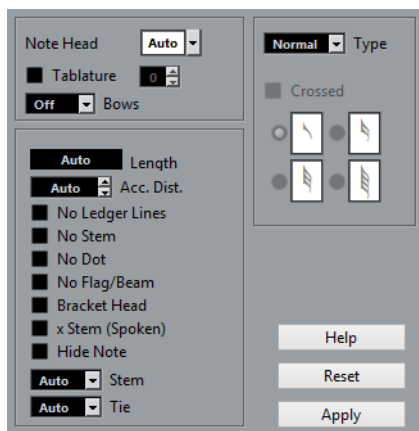 Note Head Auto
Tablature 0
Off Bows
Auto Length
Auto Acc. Dist.
No Ledger Lines
No Stem
No Dot
No Flag/Beam
Bracket Head
x Stem (Spoken)
Hide Note
Auto Stem
Auto Tie
Normal Type
Crossed
Help
Reset
Apply